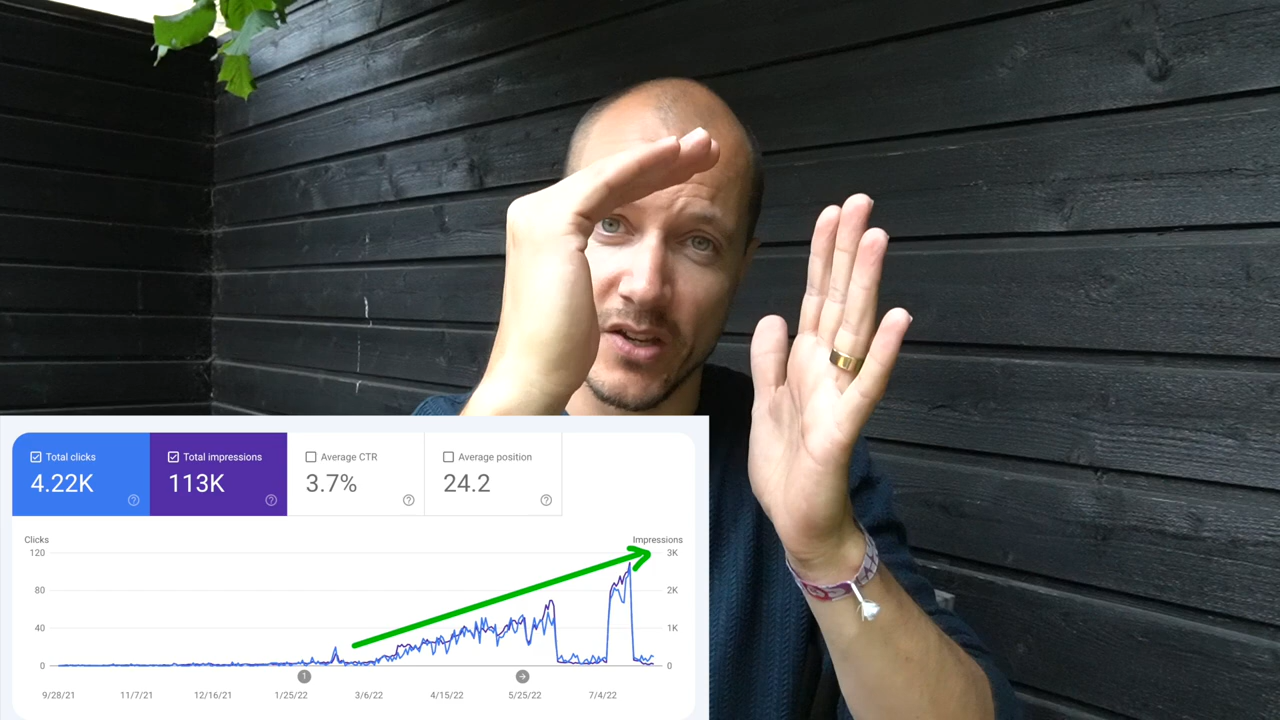 Total clicks
4.22K
Total impressions
113K
Average CTR
3.7%
Average position
24.2
Clicks
Impressions
120
3K
80
2K
40
1K
0
0
1
9/28/21 11/7/21 12/16/21 1/25/22 3/6/22 4/15/22 5/25/22 7/4/22